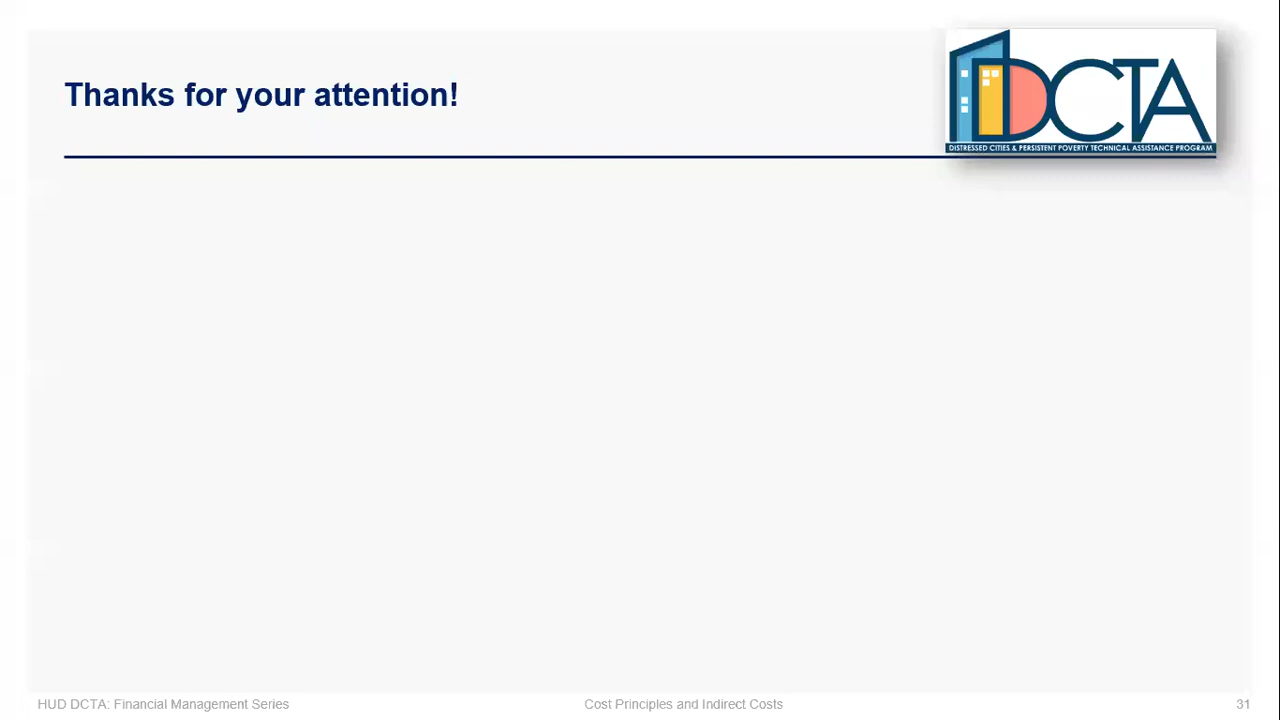 Thanks for your attention!
DCTA
DISTRESSED CITIES & PERSISTENT POVERTY TECHNICAL ASSISTANCE PROGRAM
HUD DCTA: Financial Management Series
Cost Principles and Indirect Costs
31